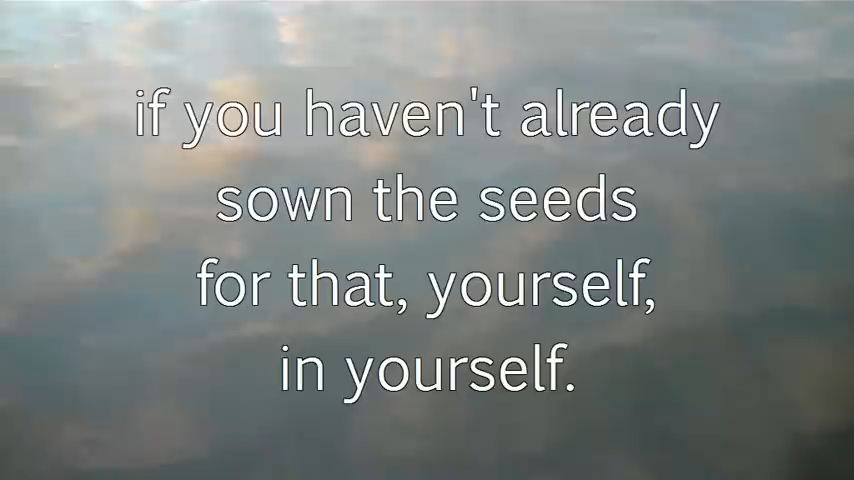 if you haven't already
sown the seeds
for that, yourself,
in yourself.